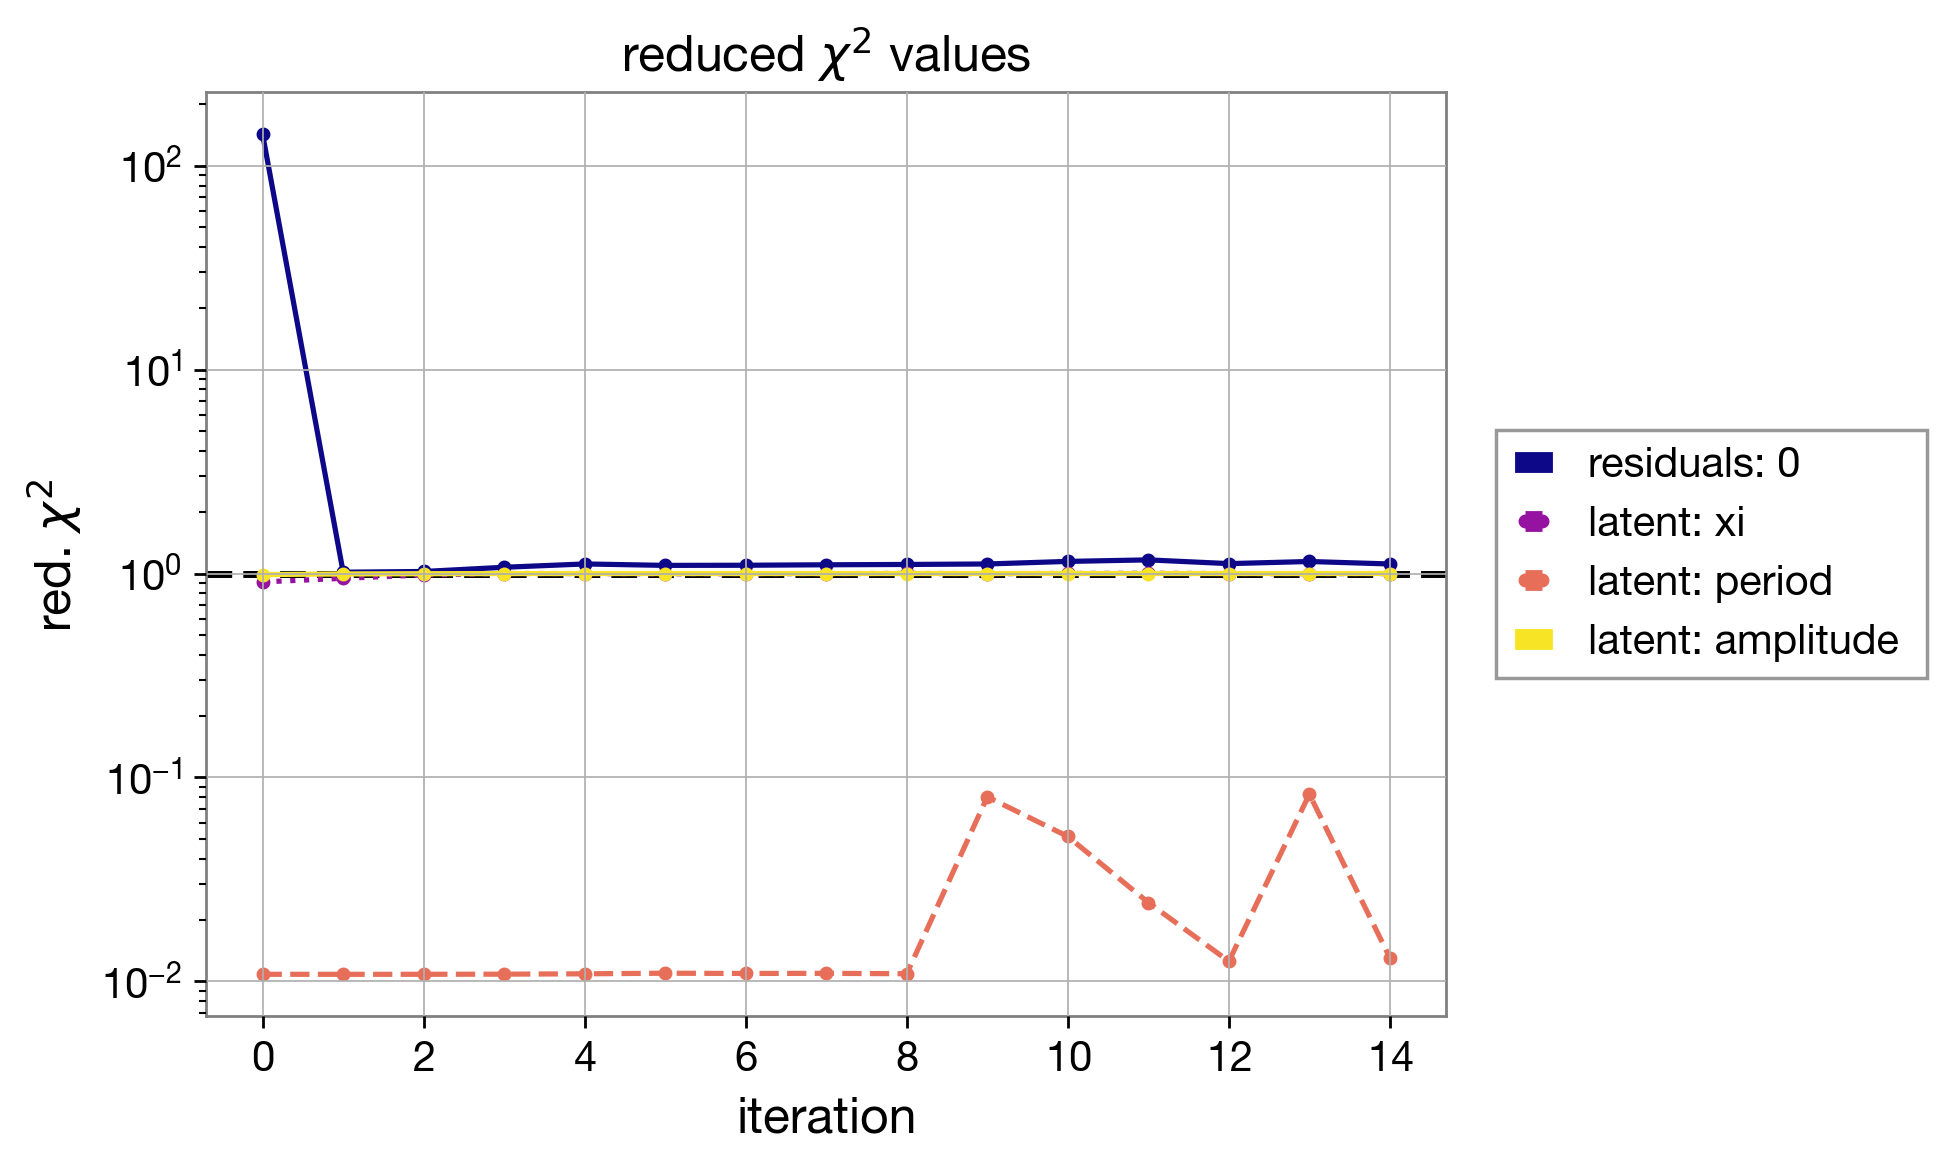 reduced χ² values
red. χ²
10²
10¹
10⁰
10⁻¹
10⁻²
0 2 4 6 8 10 12 14
iteration
residuals: 0
latent: xi
latent: period
latent: amplitude